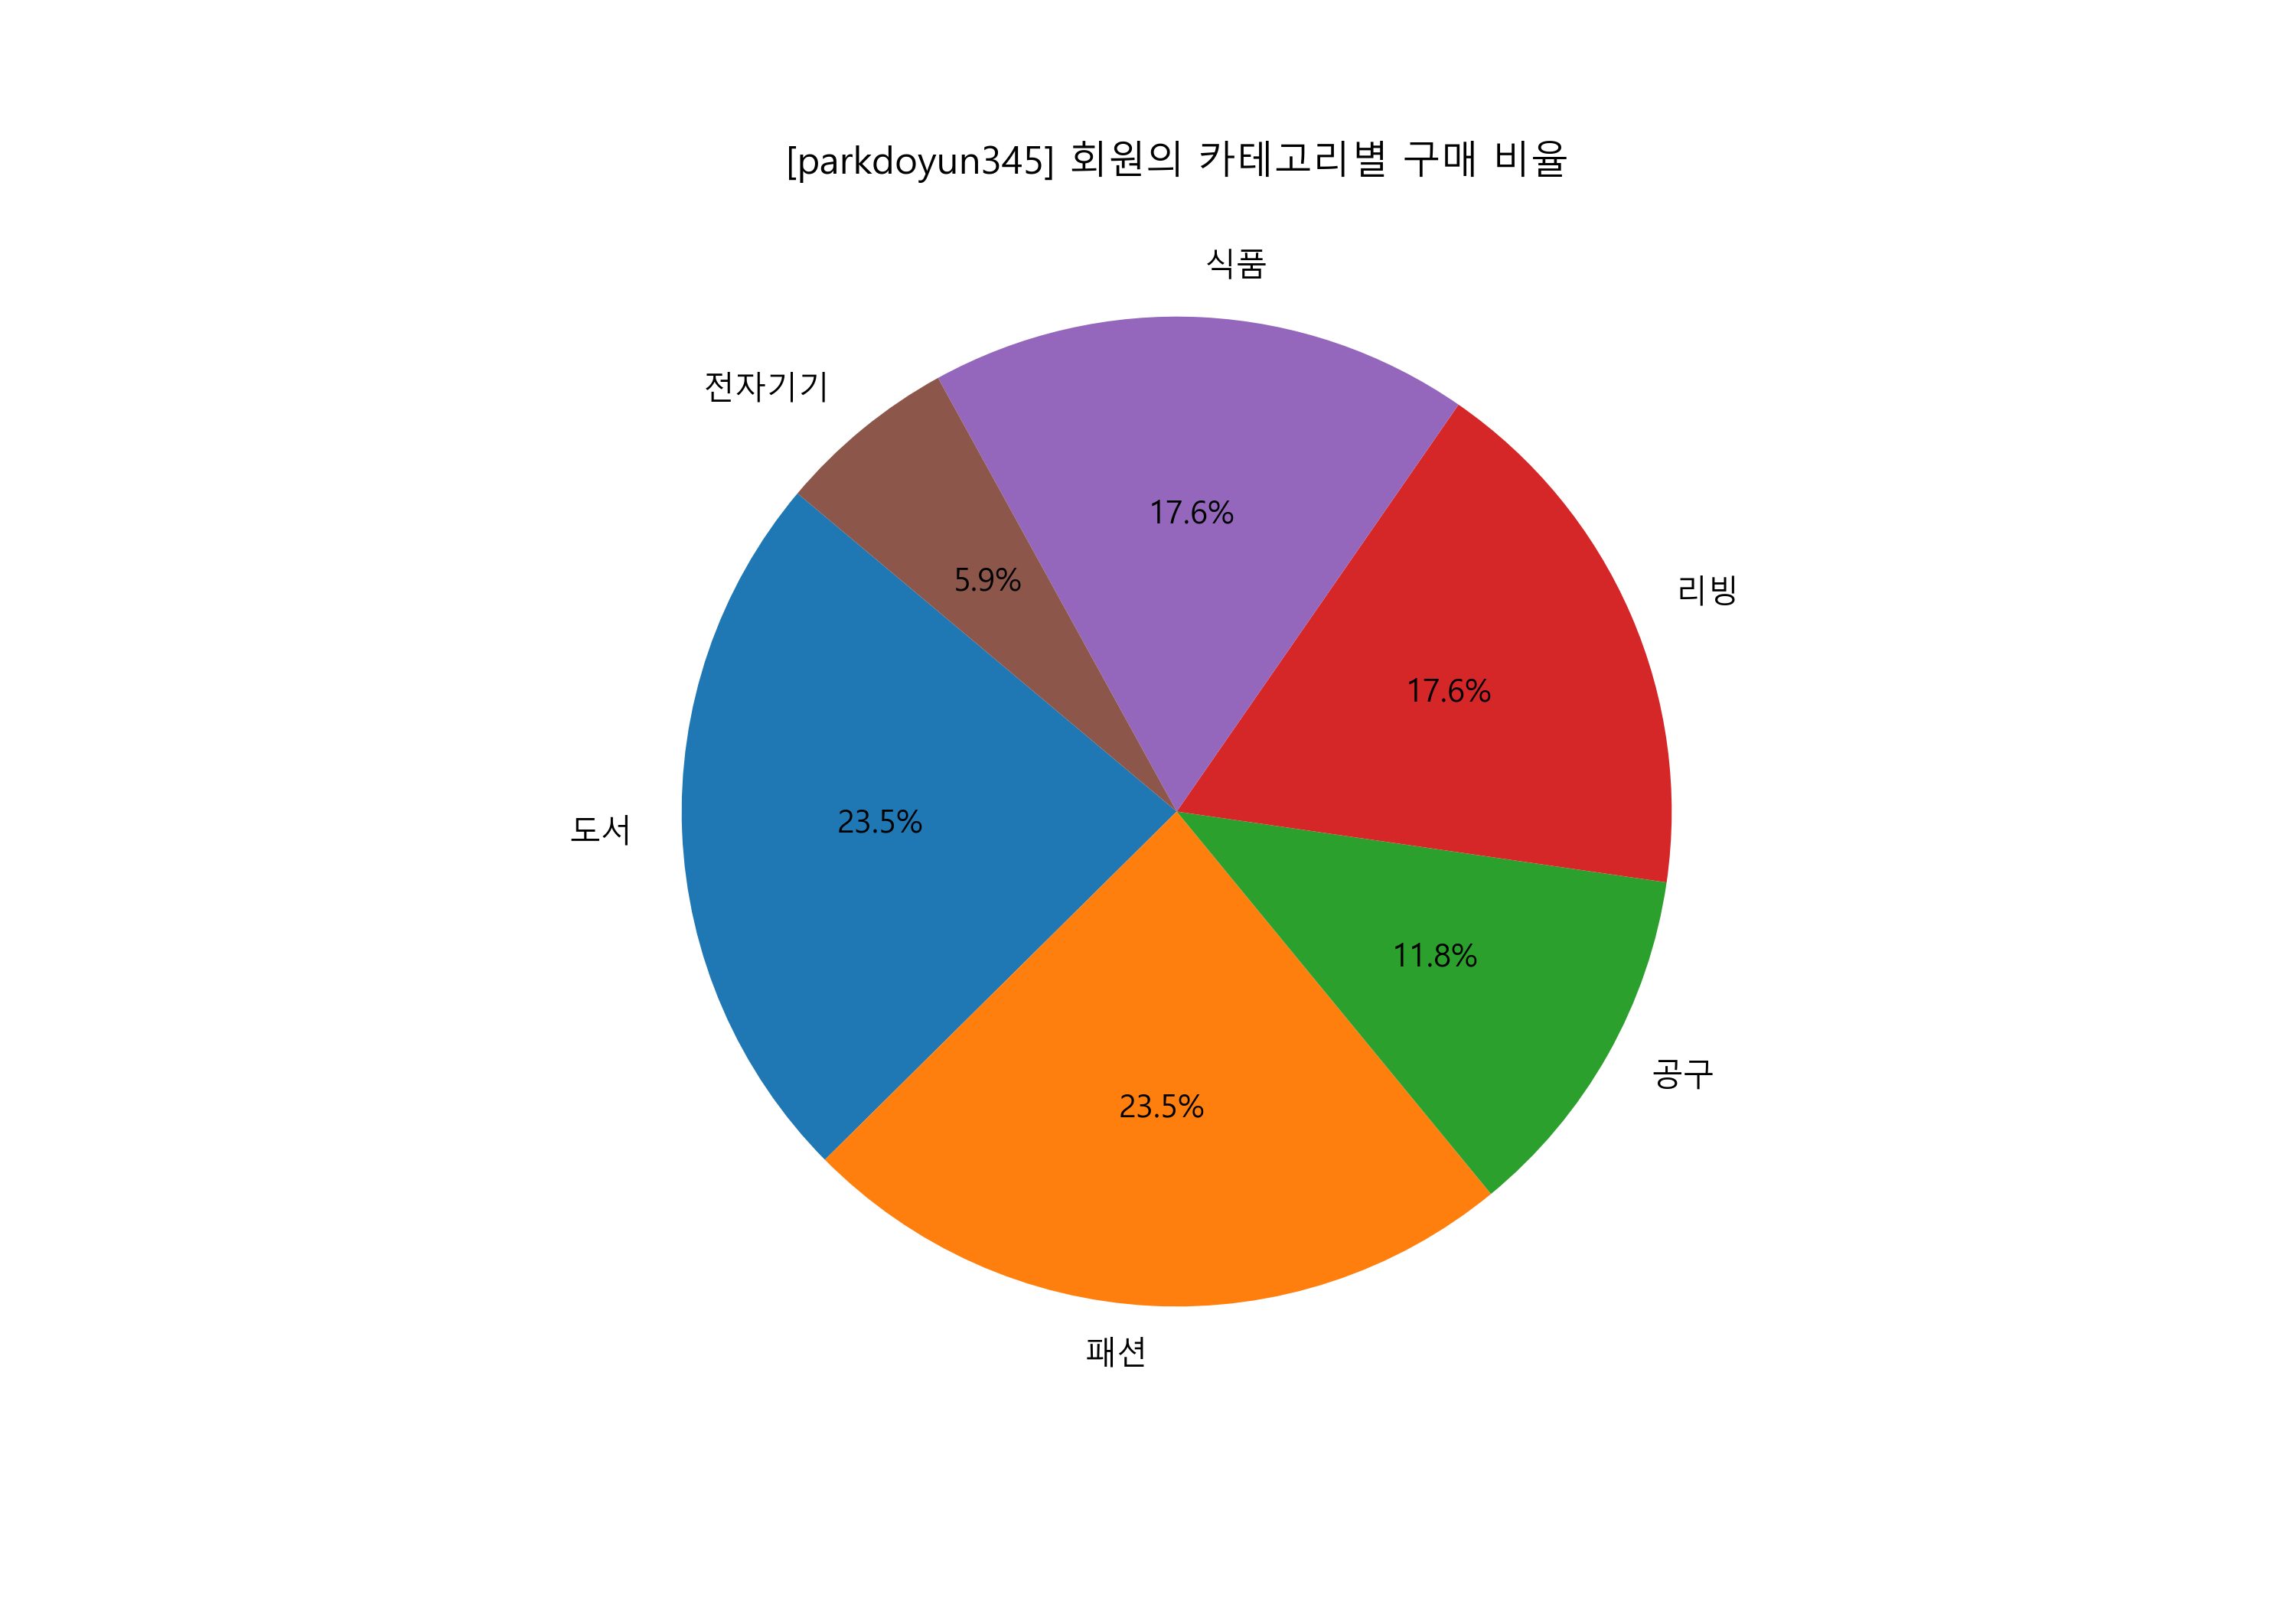 [parkdoyun345] 회원의 카테고리별 구매 비율
식품
전자기기
17.6%
5.9%
리빙
17.6%
도서
23.5%
11.8%
공구
23.5%
패션